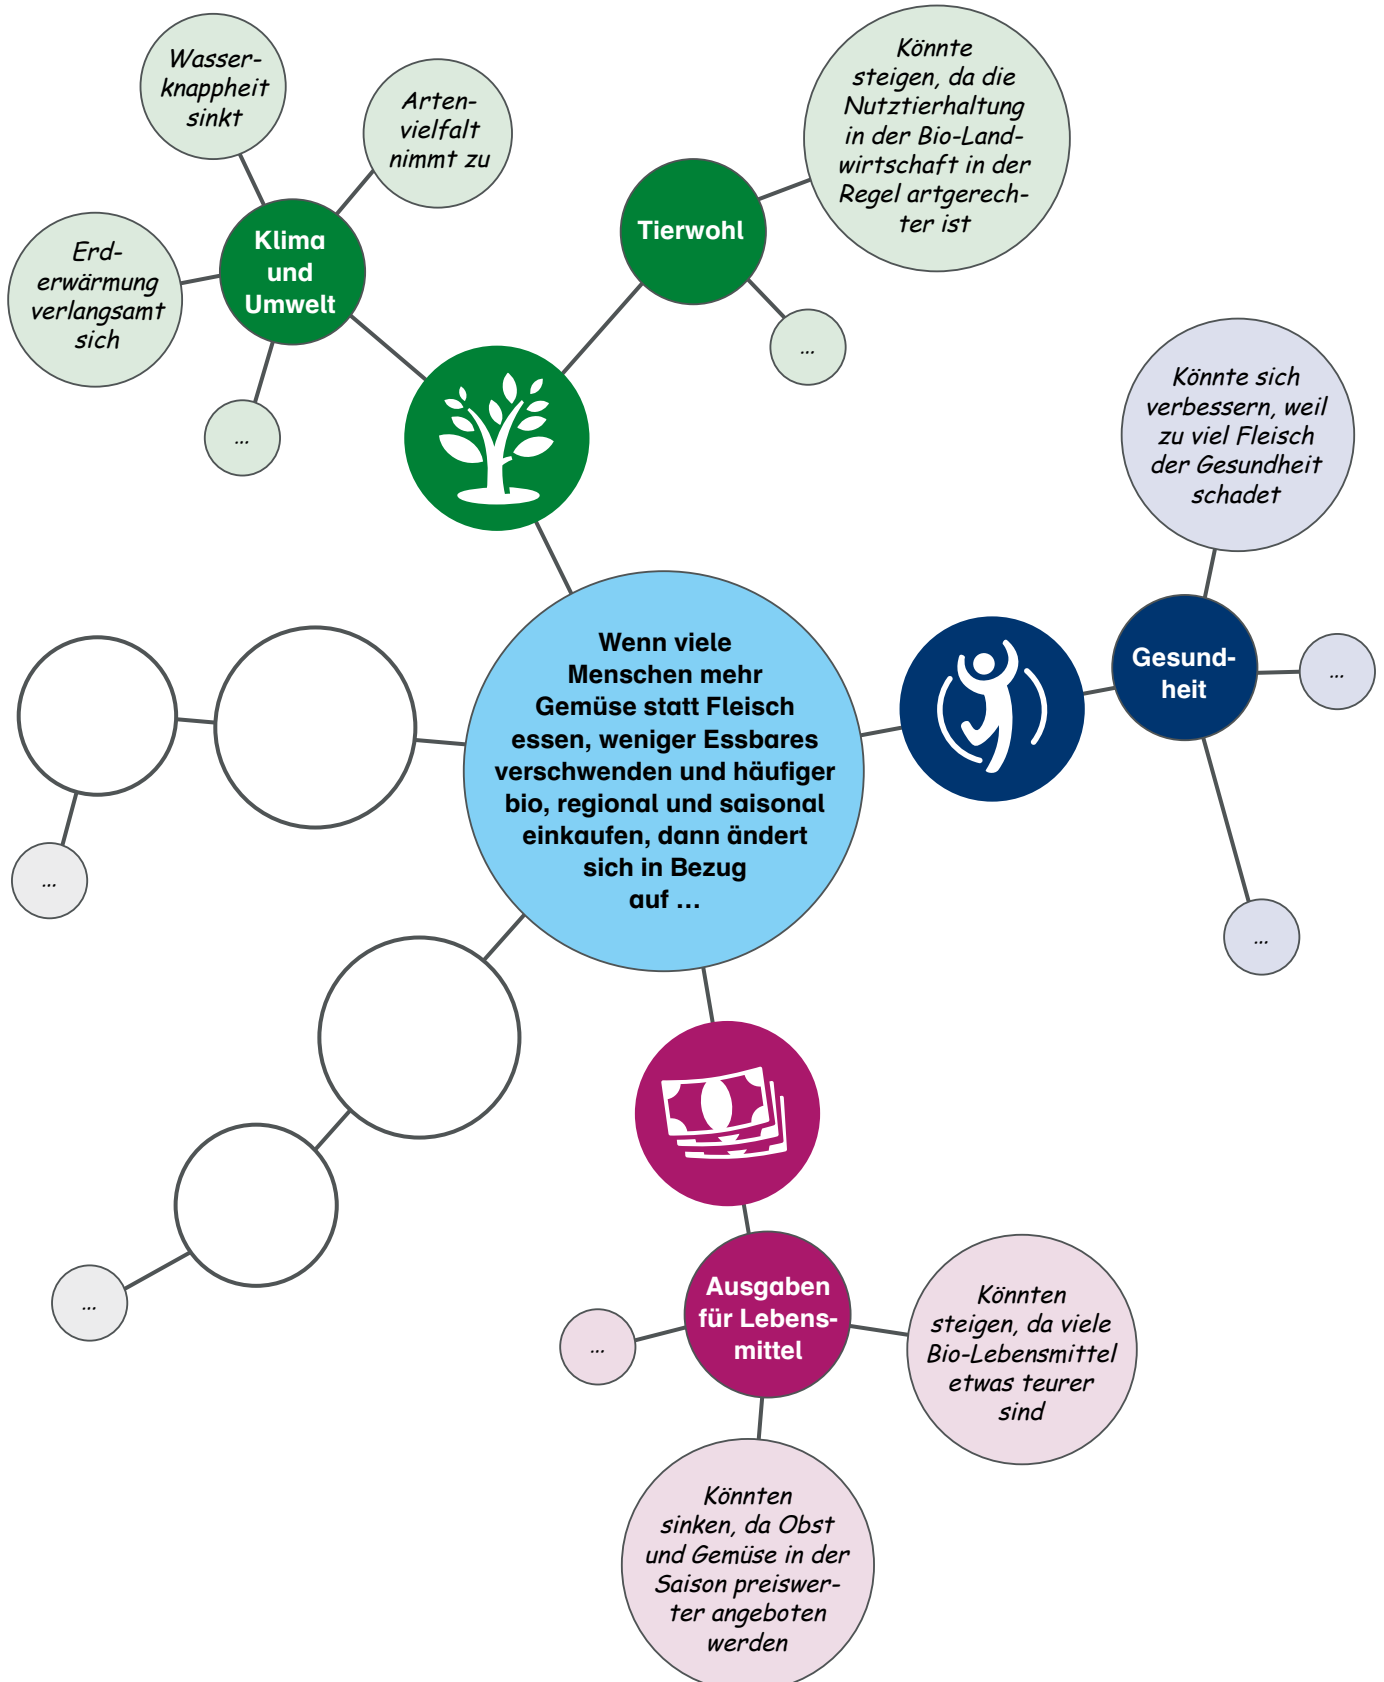 Wasser-
knappheit
sinkt
Arten-
vielfalt
nimmt zu
Erd-
erwärmung
verlangsamt
sich
Klima
und
Umwelt
...
Tierwohl
Könnte
steigen, da die
Nutztierhaltung
in der Bio-Land-
wirtschaft in der
Regel artgerech-
ter ist
...
Könnte sich
verbessern, weil
zu viel Fleisch
der Gesundheit
schadet
Gesund-
heit
...
...
Wenn viele
Menschen mehr
Gemüse statt Fleisch
essen, weniger Essbares
verschwenden und häufiger
bio, regional und saisonal
einkaufen, dann ändert
sich in Bezug
auf ...
...
...
Ausgaben
für Lebens-
mittel
...
Könnten
steigen, da viele
Bio-Lebensmittel
etwas teurer
sind
Könnten
sinken, da Obst
und Gemüse in der
Saison preiswer-
ter angeboten
werden